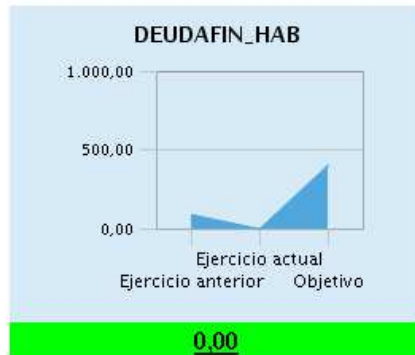 DEUDAFIN_HAB
1.000,00
500,00
0,00
Ejercicio actual
Ejercicio anterior Objetivo
0,00